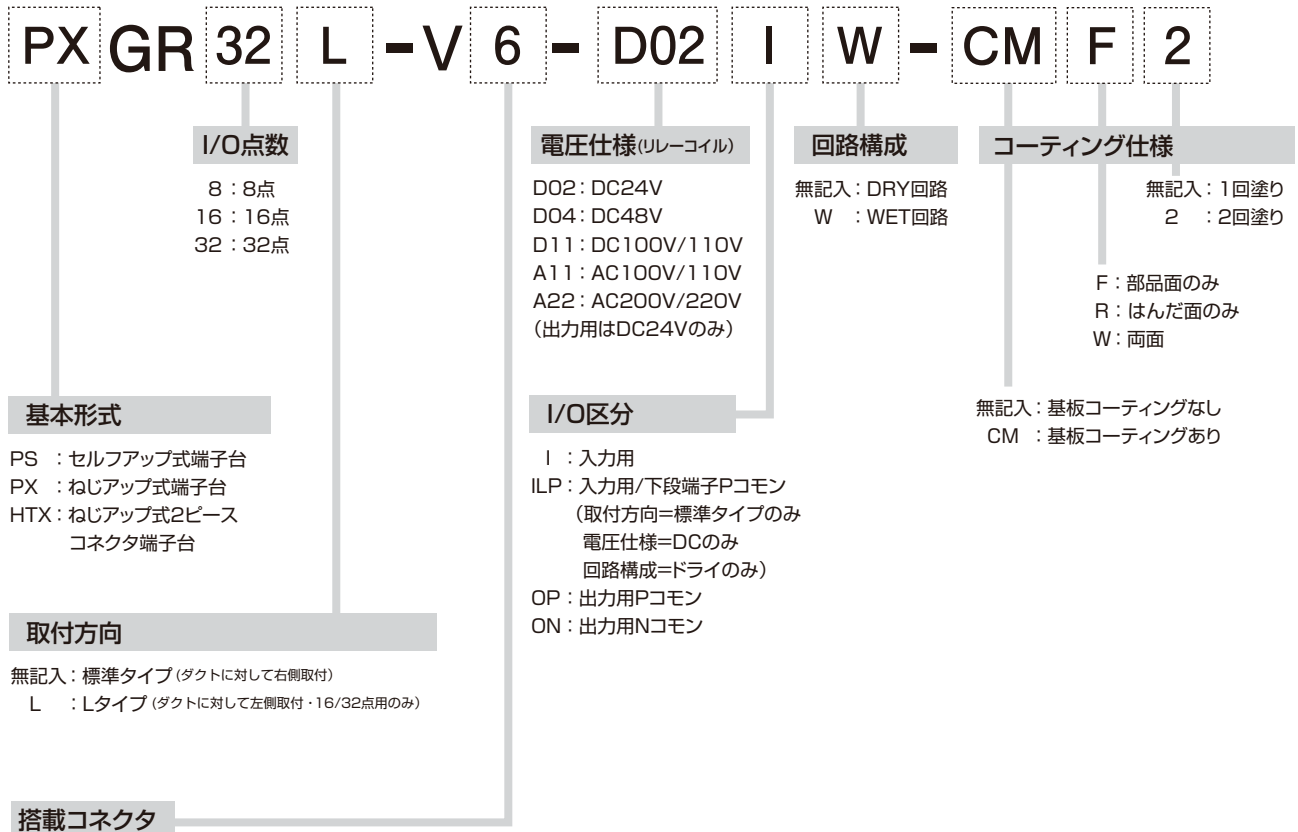 PX GR 32 L -V 6 - D02 I W - CM F 2
I/O点数
8：8点
16：16点
32：32点
電圧仕様(リレーコイル)
D02：DC24V
D04：DC48V
D11：DC100V/110V
A11：AC100V/110V
A22：AC200V/220V
(出力用はDC24Vのみ)
回路構成
無記入：DRY回路
W ：WET回路
コーティング仕様
無記入：1回塗り
2 ：2回塗り
F：部品面のみ
R：はんだ面のみ
W：両面
無記入：基板コーティングなし
CM ：基板コーティングあり
基本形式
PS ：セルフアップ式端子台
PX ：ねじアップ式端子台
HTX：ねじアップ式2ピース
コネクタ端子台
I/O区分
I ：入力用
ILP：入力用/下段端子Pコモン
(取付方向=標準タイプのみ
電圧仕様=DCのみ
回路構成=ドライのみ)
OP：出力用Pコモン
ON：出力用Nコモン
取付方向
無記入：標準タイプ(ダクトに対して右側取付)
L ：Lタイプ(ダクトに対して左側取付・16/32点用のみ)
搭載コネクタ